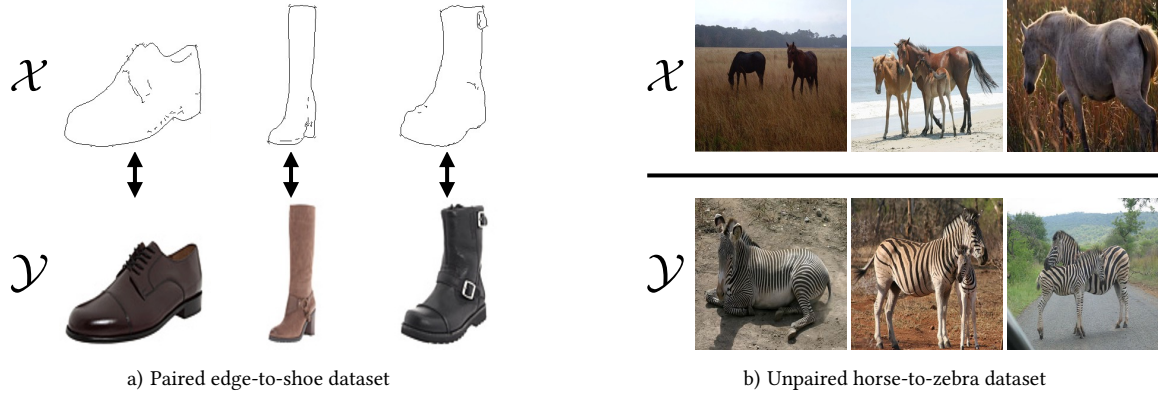 𝒳
𝒴
a) Paired edge-to-shoe dataset
𝒳
𝒴
b) Unpaired horse-to-zebra dataset